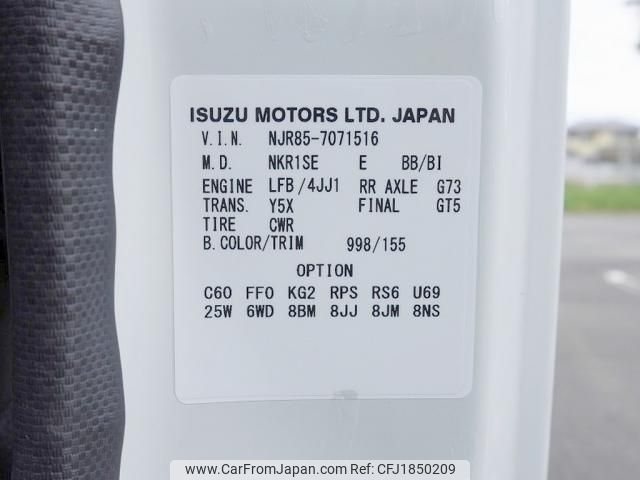 ISUZU MOTORS LTD. JAPAN
V.I.N. NJR85-7071516
M.D. NKR1SE E BB/BI
ENGINE LFB/4JJ1 RR AXLE G73
TRANS. Y5X FINAL GT5
TIRE CWR
B.COLOR/TRIM 998/155
OPTION
C60 FF0 KG2 RPS RS6 U69
25W 6WD 8BM 8JJ 8JM 8NS
www.CarFromJapan.com Ref No. CFJ1850209